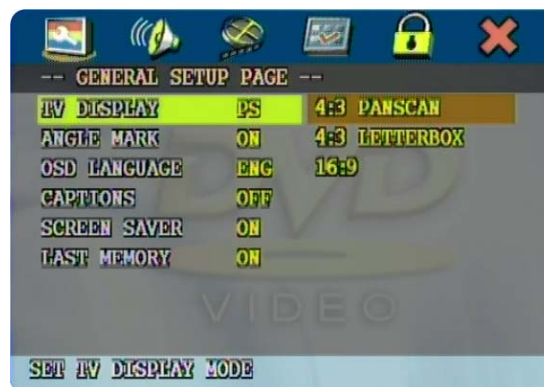 -- GENERAL SETUP PAGE --
TV DISPLAY PS 4:3 PANSCAN
ANGLE MARK ON 4:3 LETTERBOX
OSD LANGUAGE ENG 16:9
CAPTIONS OFF
SCREEN SAVER ON
LAST MEMORY ON
DVD
VIDEO
SET TV DISPLAY MODE